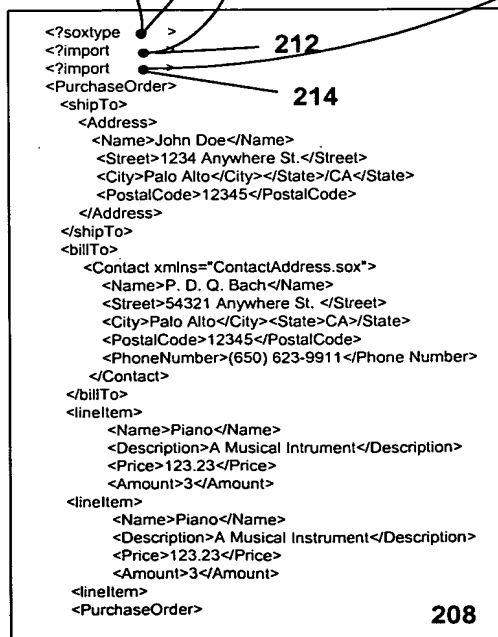 <?soxtype >
<?import > 212
<?import >
<PurchaseOrder> 214
<shipTo>
<Address>
<Name>John Doe</Name>
<Street>1234 Anywhere St.</Street>
<City>Palo Alto</City></State>/CA</State>
<PostalCode>12345</PostalCode>
</Address>
</shipTo>
<billTo>
<Contact xmlns="ContactAddress.sox">
<Name>P. D. Q. Bach</Name>
<Street>54321 Anywhere St. </Street>
<City>Palo Alto</City><State>CA>/State>
<PostalCode>12345</PostalCode>
<PhoneNumber>(650) 623-9911</Phone Number>
</Contact>
</billTo>
<lineItem>
<Name>Piano</Name>
<Description>A Musical Intrument</Description>
<Price>123.23</Price>
<Amount>3</Amount>
<lineItem>
<Name>Piano</Name>
<Description>A Musical Instrument</Description>
<Price>123.23</Price>
<Amount>3</Amount>
<lineItem>
<PurchaseOrder>
208